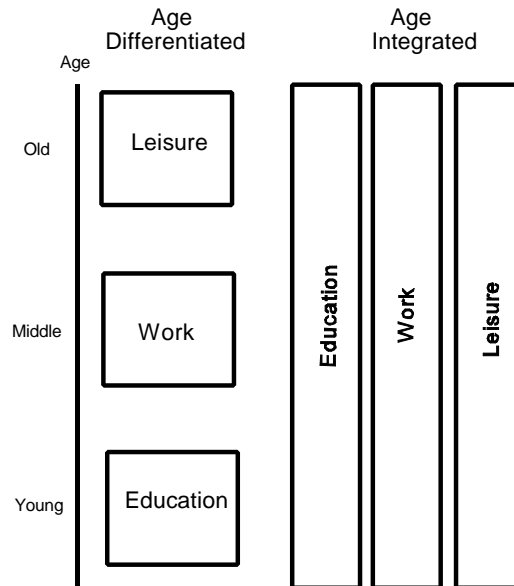 Age
Differentiated
Age
Integrated
Age
Old
Leisure
Middle
Work
Young
Education
Education
Work
Leisure